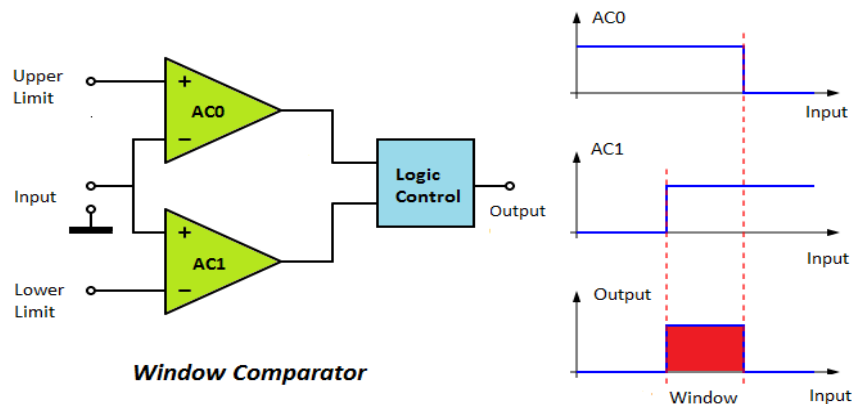 Upper
Limit
+
AC0
−
Input
+
AC1
−
Lower
Limit
Logic
Control
Output
Window Comparator
AC0
Input
AC1
Input
Output
Window
Input